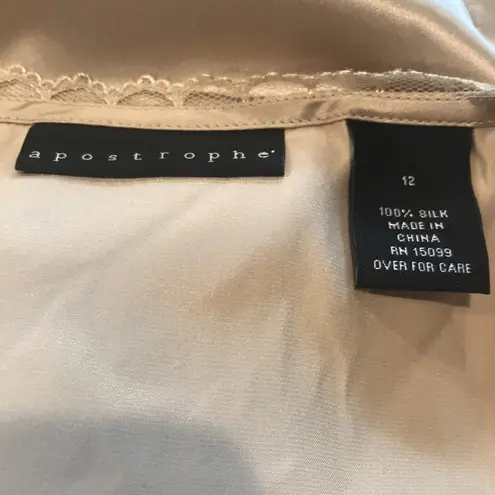 apostrophe
12
100% SILK
MADE IN
CHINA
RN 15099
OVER FOR CARE